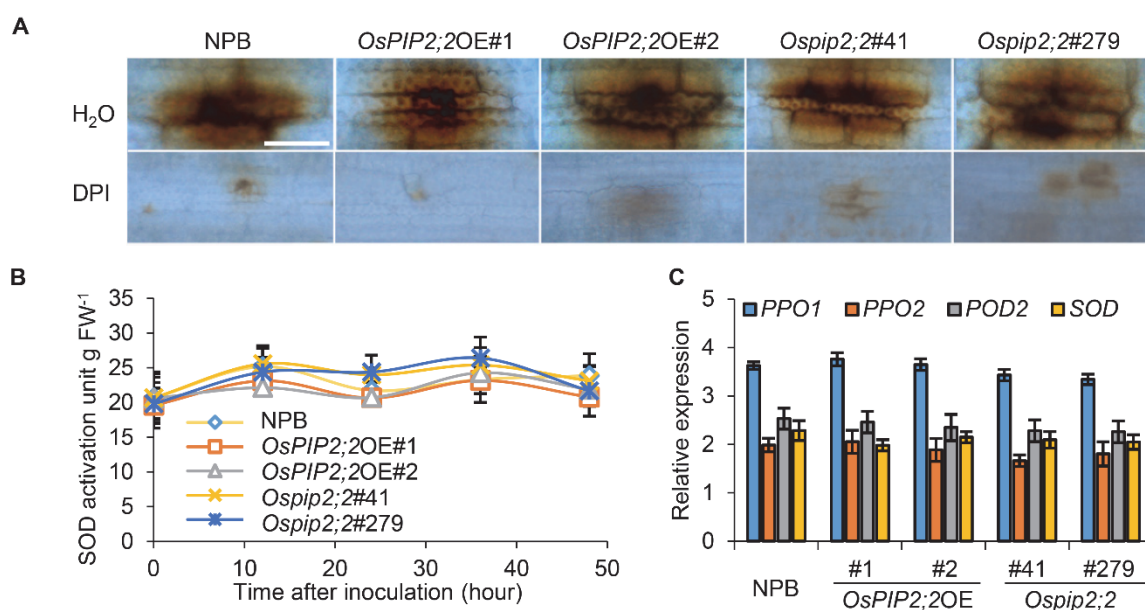 A
NPB OsPIP2;2OE#1 OsPIP2;2OE#2 Ospip2;2#41 Ospip2;2#279
H₂O
DPI
B
SOD activation unit g FW⁻¹
35
30
25
20
15
10
5
0
NPB
OsPIP2;2OE#1
OsPIP2;2OE#2
Ospip2;2#41
Ospip2;2#279
0 10 20 30 40 50
Time after inoculation (hour)
C
Relative expression
PPO1 PPO2 POD2 SOD
5
4
3
2
1
0
NPB #1 #2 #41 #279
OsPIP2;2OE Ospip2;2